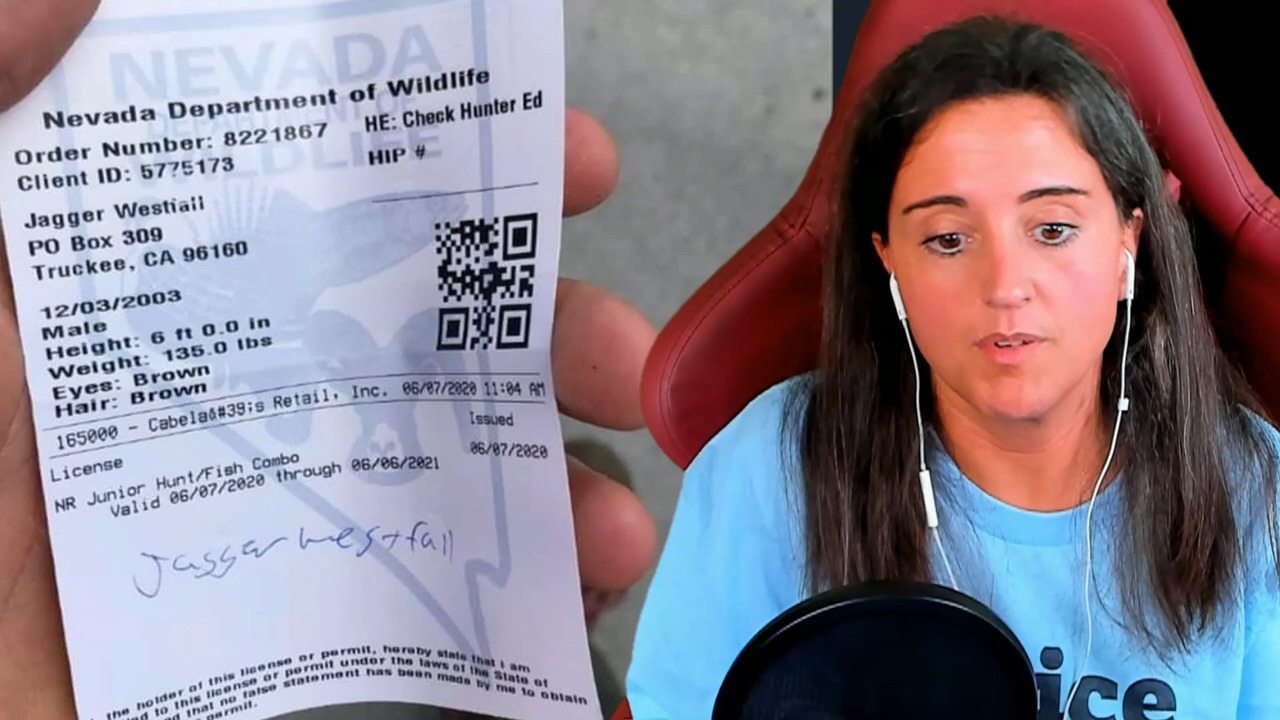 NEVADA
DEPARTMENT OF
WILDLIFE
Nevada Department of Wildlife
Order Number: 8221867
HE: Check Hunter Ed
Client ID: 5775173
HIP #
Jagger Westfall
PO Box 309
Truckee, CA 96160
12/03/2003
Male
Height: 6 ft 0.0 in
Weight: 135.0 lbs
Eyes: Brown
Hair: Brown
165000 - Cabela&#39;s Retail, Inc. 06/07/2020 11:04 AM
License
Issued
NR Junior Hunt/Fish Combo
06/07/2020
Valid 06/07/2020 through 06/06/2021
Jagger Westfall
the holder of this license or permit, hereby state that i am
to this license or permit under the laws of the State of
that no false statement has been made by me to obtain
permit.
ice